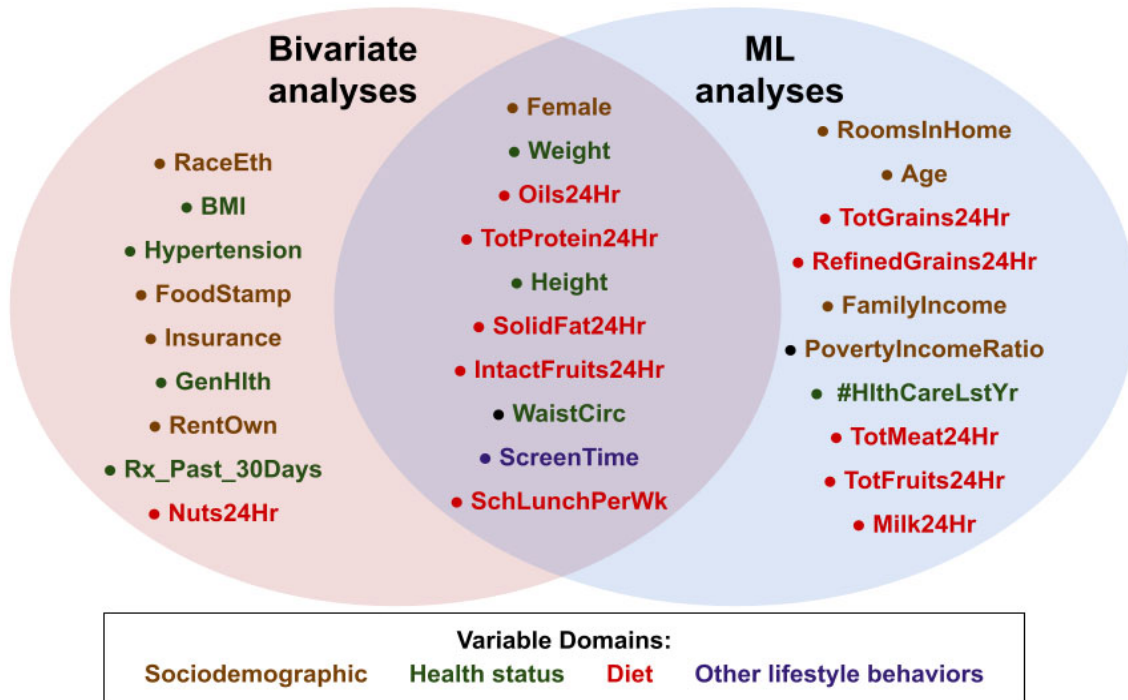 Bivariate
analyses
● RaceEth
● BMI
● Hypertension
● FoodStamp
● Insurance
● GenHlth
● RentOwn
● Rx_Past_30Days
● Nuts24Hr
● Female
● Weight
● Oils24Hr
● TotProtein24Hr
● Height
● SolidFat24Hr
● IntactFruits24Hr
● WaistCirc
● ScreenTime
● SchLunchPerWk
ML
analyses
● RoomsInHome
● Age
● TotGrains24Hr
● RefinedGrains24Hr
● FamilyIncome
● PovertyIncomeRatio
● #HlthCareLstYr
● TotMeat24Hr
● TotFruits24Hr
● Milk24Hr
Variable Domains:
Sociodemographic Health status Diet Other lifestyle behaviors